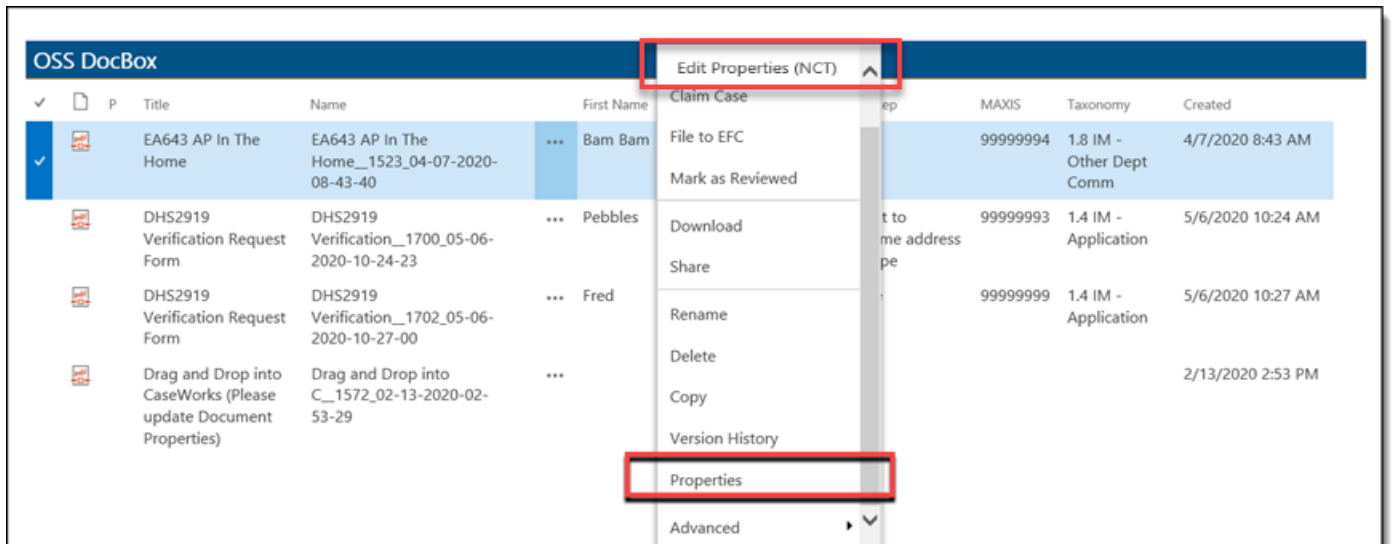 OSS DocBox
Edit Properties (NCT)
P Title Name First Name ep MAXIS Taxonomy Created
Claim Case
EA643 AP In The EA643 AP In The ... Bam Bam 99999994 1.8 IM - 4/7/2020 8:43 AM
Home Home__1523_04-07-2020- Other Dept
08-43-40 Comm
File to EFC
Mark as Reviewed
DHS2919 DHS2919 ... Pebbles t to 99999993 1.4 IM - 5/6/2020 10:24 AM
Verification Request Verification__1700_05-06- me address Application
Form 2020-10-24-23 pe
Download
Share
DHS2919 DHS2919 ... Fred 99999999 1.4 IM - 5/6/2020 10:27 AM
Verification Request Verification__1702_05-06- Application
Form 2020-10-27-00
Rename
Delete
Drag and Drop into Drag and Drop into ... 2/13/2020 2:53 PM
CaseWorks (Please C__1572_02-13-2020-02-
update Document 53-29
Properties)
Copy
Version History
Properties
Advanced